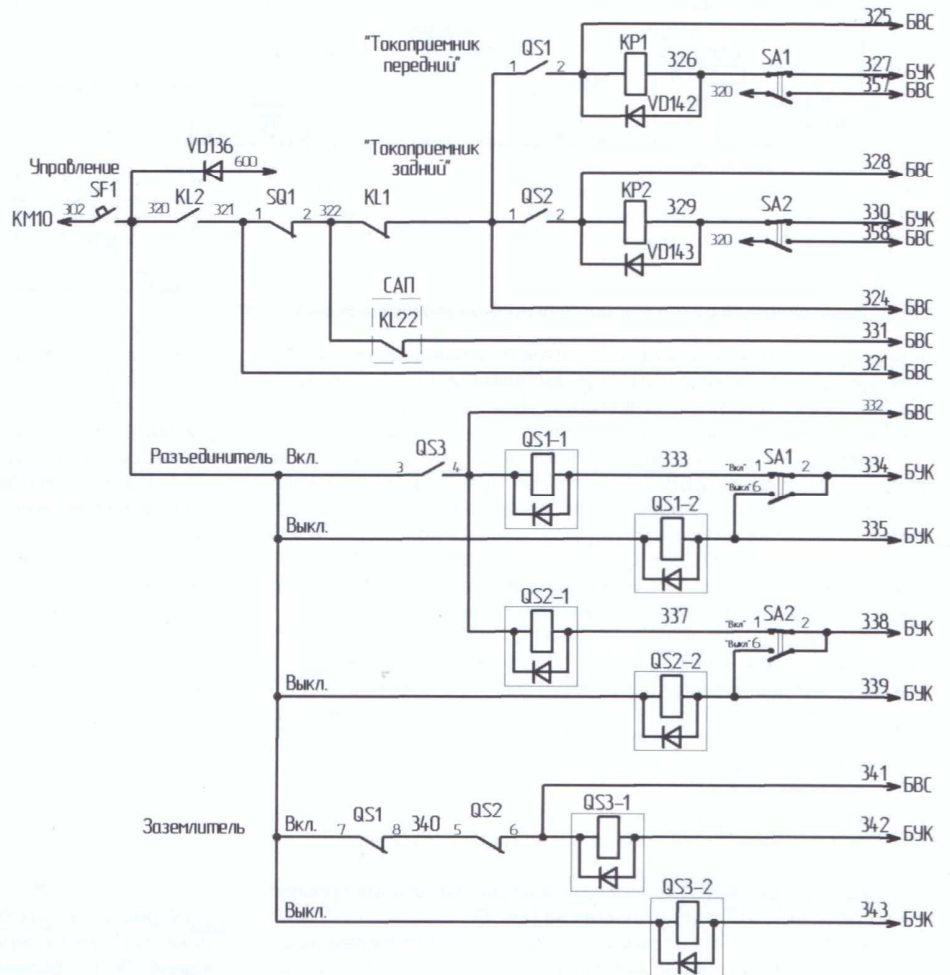 325 БВС
"Токоприемник
передний"
QS1
1 2
KP1
326
VD142
SA1
327 БУК
320
357 БВС
"Токоприемник
задний"
328 БВС
QS2
1 2
KP2
329
VD143
SA2
330 БУК
320
358 БВС
Управление
VD136
600
KM10
302
SF1
320
KL2
321
1
SQ1
2
322
KL1
324 БВС
САП
KL22
331 БВС
321 БВС
332 БВС
Разъединитель
Вкл.
3
QS3
4
QS1-1
333
"Вкл" 1
SA1
2
334 БУК
"Выкл" 6
Выкл.
QS1-2
335 БУК
QS2-1
337
"Вкл" 1
SA2
2
338 БУК
"Выкл" 6
Выкл.
QS2-2
339 БУК
341 БВС
Заземлитель
Вкл.
7
QS1
8
340
5
QS2
6
QS3-1
342 БУК
Выкл.
QS3-2
343 БУК